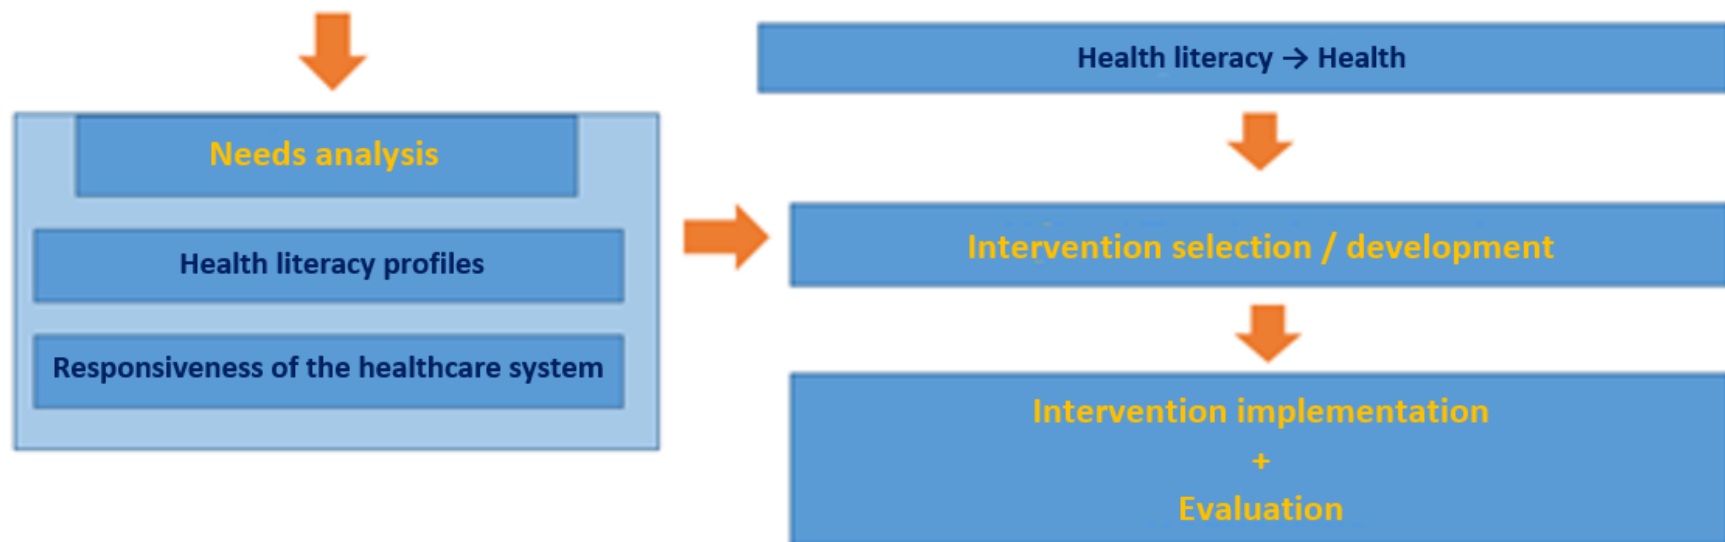 Needs analysis
Health literacy profiles
Responsiveness of the healthcare system
Health literacy → Health
Intervention selection / development
Intervention implementation
+
Evaluation